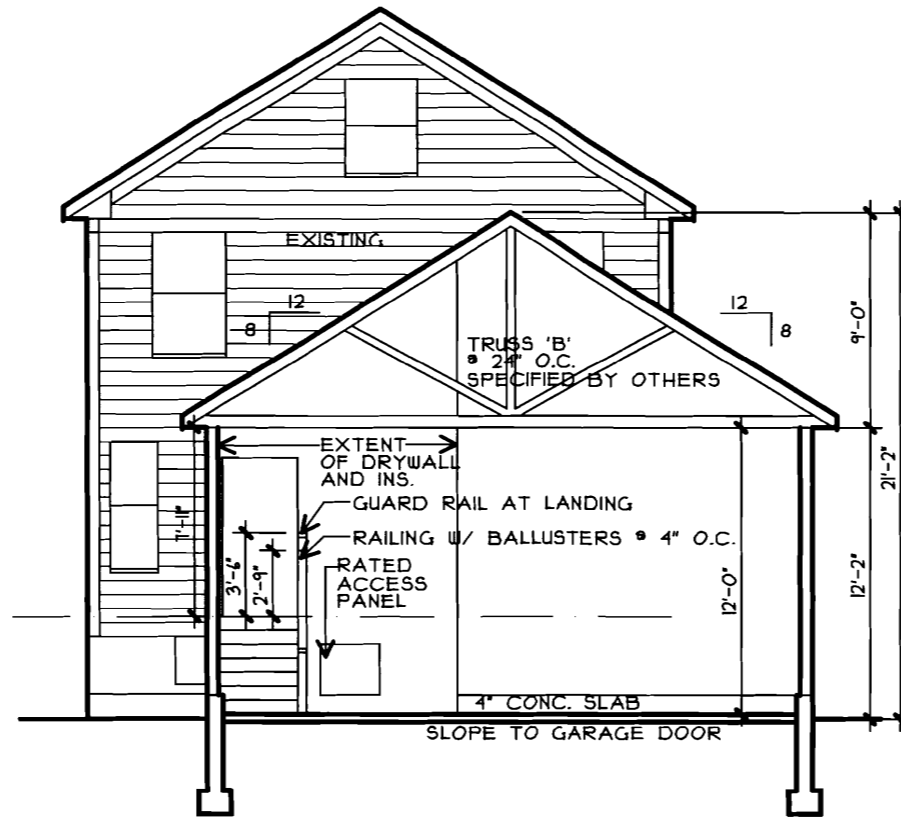 EXISTING
12
8
12
8
TRUSS 'B'
@ 24" O.C.
SPECIFIED BY OTHERS
9'-0"
21'-2"
EXTENT
OF DRYWALL
AND INS.
GUARD RAIL AT LANDING
RAILING W/ BALLUSTERS @ 4" O.C.
RATED
ACCESS
PANEL
7'-11"
3'-6"
2'-9"
12'-0"
12'-2"
4" CONC. SLAB
SLOPE TO GARAGE DOOR